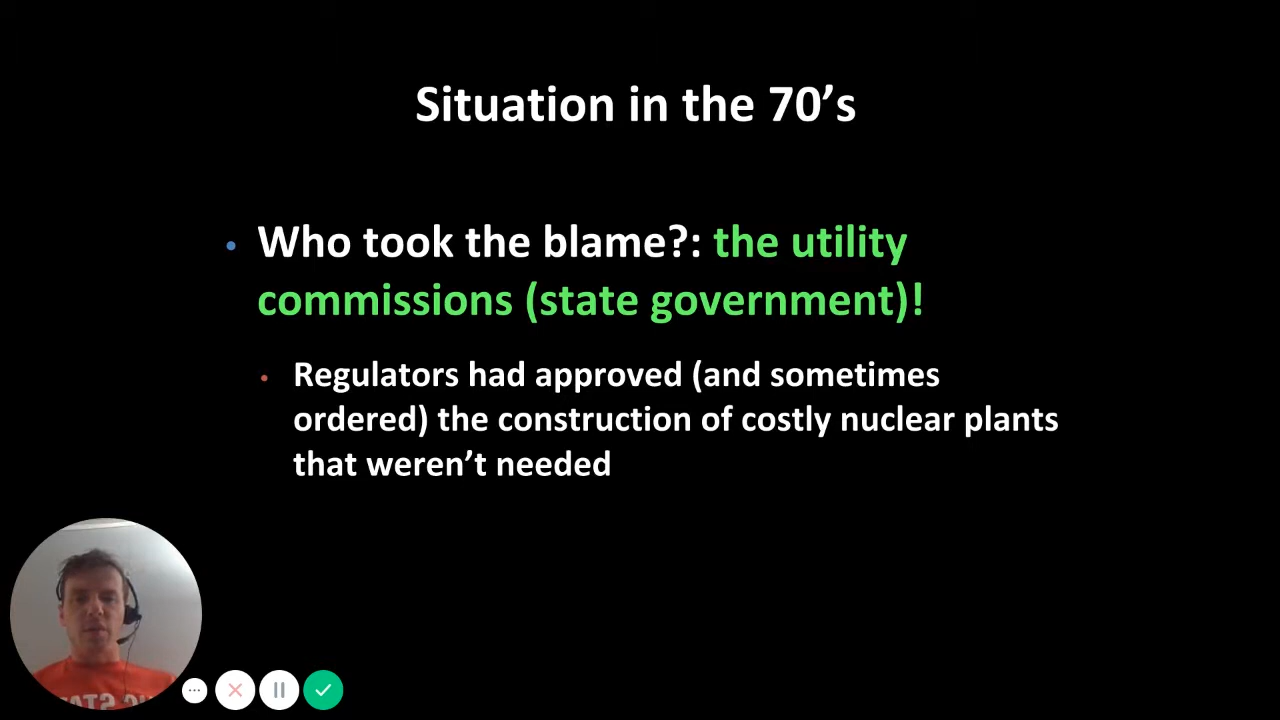 Situation in the 70’s
• Who took the blame?: the utility
commissions (state government)!
• Regulators had approved (and sometimes
ordered) the construction of costly nuclear plants
that weren’t needed